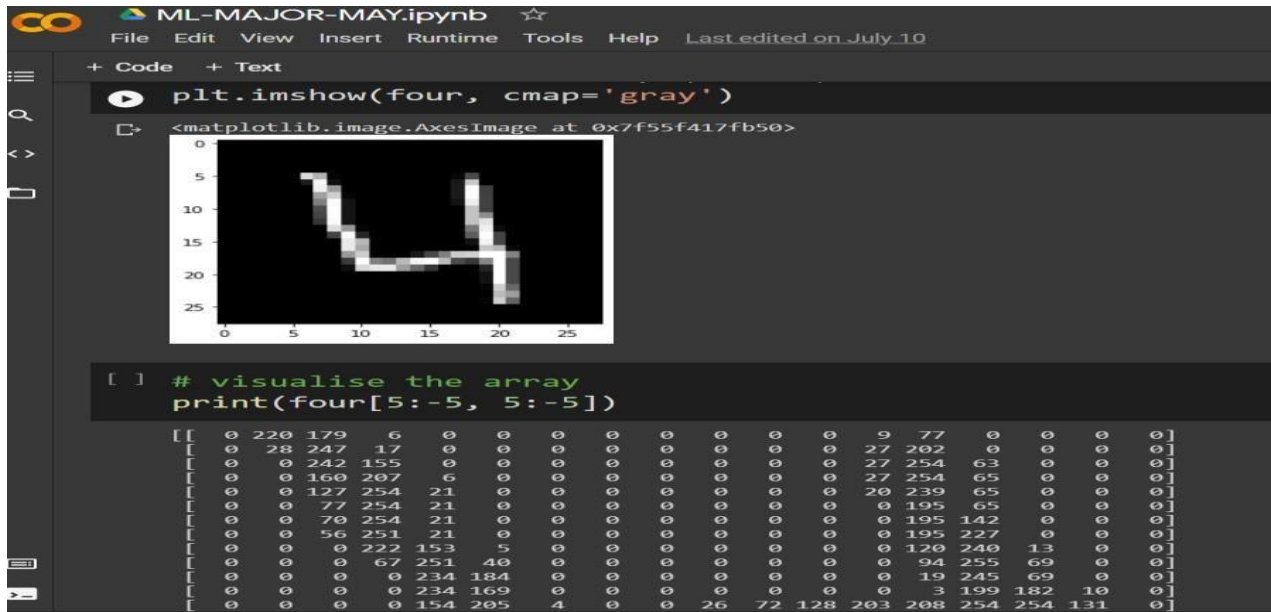 ML-MAJOR-MAY.ipynb
File Edit View Insert Runtime Tools Help Last edited on July 10
+ Code + Text
plt.imshow(four, cmap='gray')
<matplotlib.image.AxesImage at 0x7f55f417fb50>
0
5
10
15
20
25
0 5 10 15 20 25
[ ] # visualise the array
print(four[5:-5, 5:-5])
[[ 0 220 179 6 0 0 0 0 0 0 0 0 9 77 0 0 0 0]
[ 0 28 247 17 0 0 0 0 0 0 0 0 27 202 0 0 0 0]
[ 0 0 242 155 0 0 0 0 0 0 0 0 27 254 63 0 0 0]
[ 0 0 160 207 6 0 0 0 0 0 0 0 27 254 65 0 0 0]
[ 0 0 127 254 21 0 0 0 0 0 0 0 20 239 65 0 0 0]
[ 0 0 77 254 21 0 0 0 0 0 0 0 0 195 65 0 0 0]
[ 0 0 70 254 21 0 0 0 0 0 0 0 0 195 142 0 0 0]
[ 0 0 56 251 21 0 0 0 0 0 0 0 0 195 227 0 0 0]
[ 0 0 0 222 153 5 0 0 0 0 0 0 0 120 240 13 0 0]
[ 0 0 0 67 251 40 0 0 0 0 0 0 0 94 255 69 0 0]
[ 0 0 0 0 234 184 0 0 0 0 0 0 0 19 245 69 0 0]
[ 0 0 0 0 234 169 0 0 0 0 0 0 0 3 199 182 10 0]
[ 0 0 0 0 154 205 4 0 0 26 72 128 203 208 254 254 131 0]